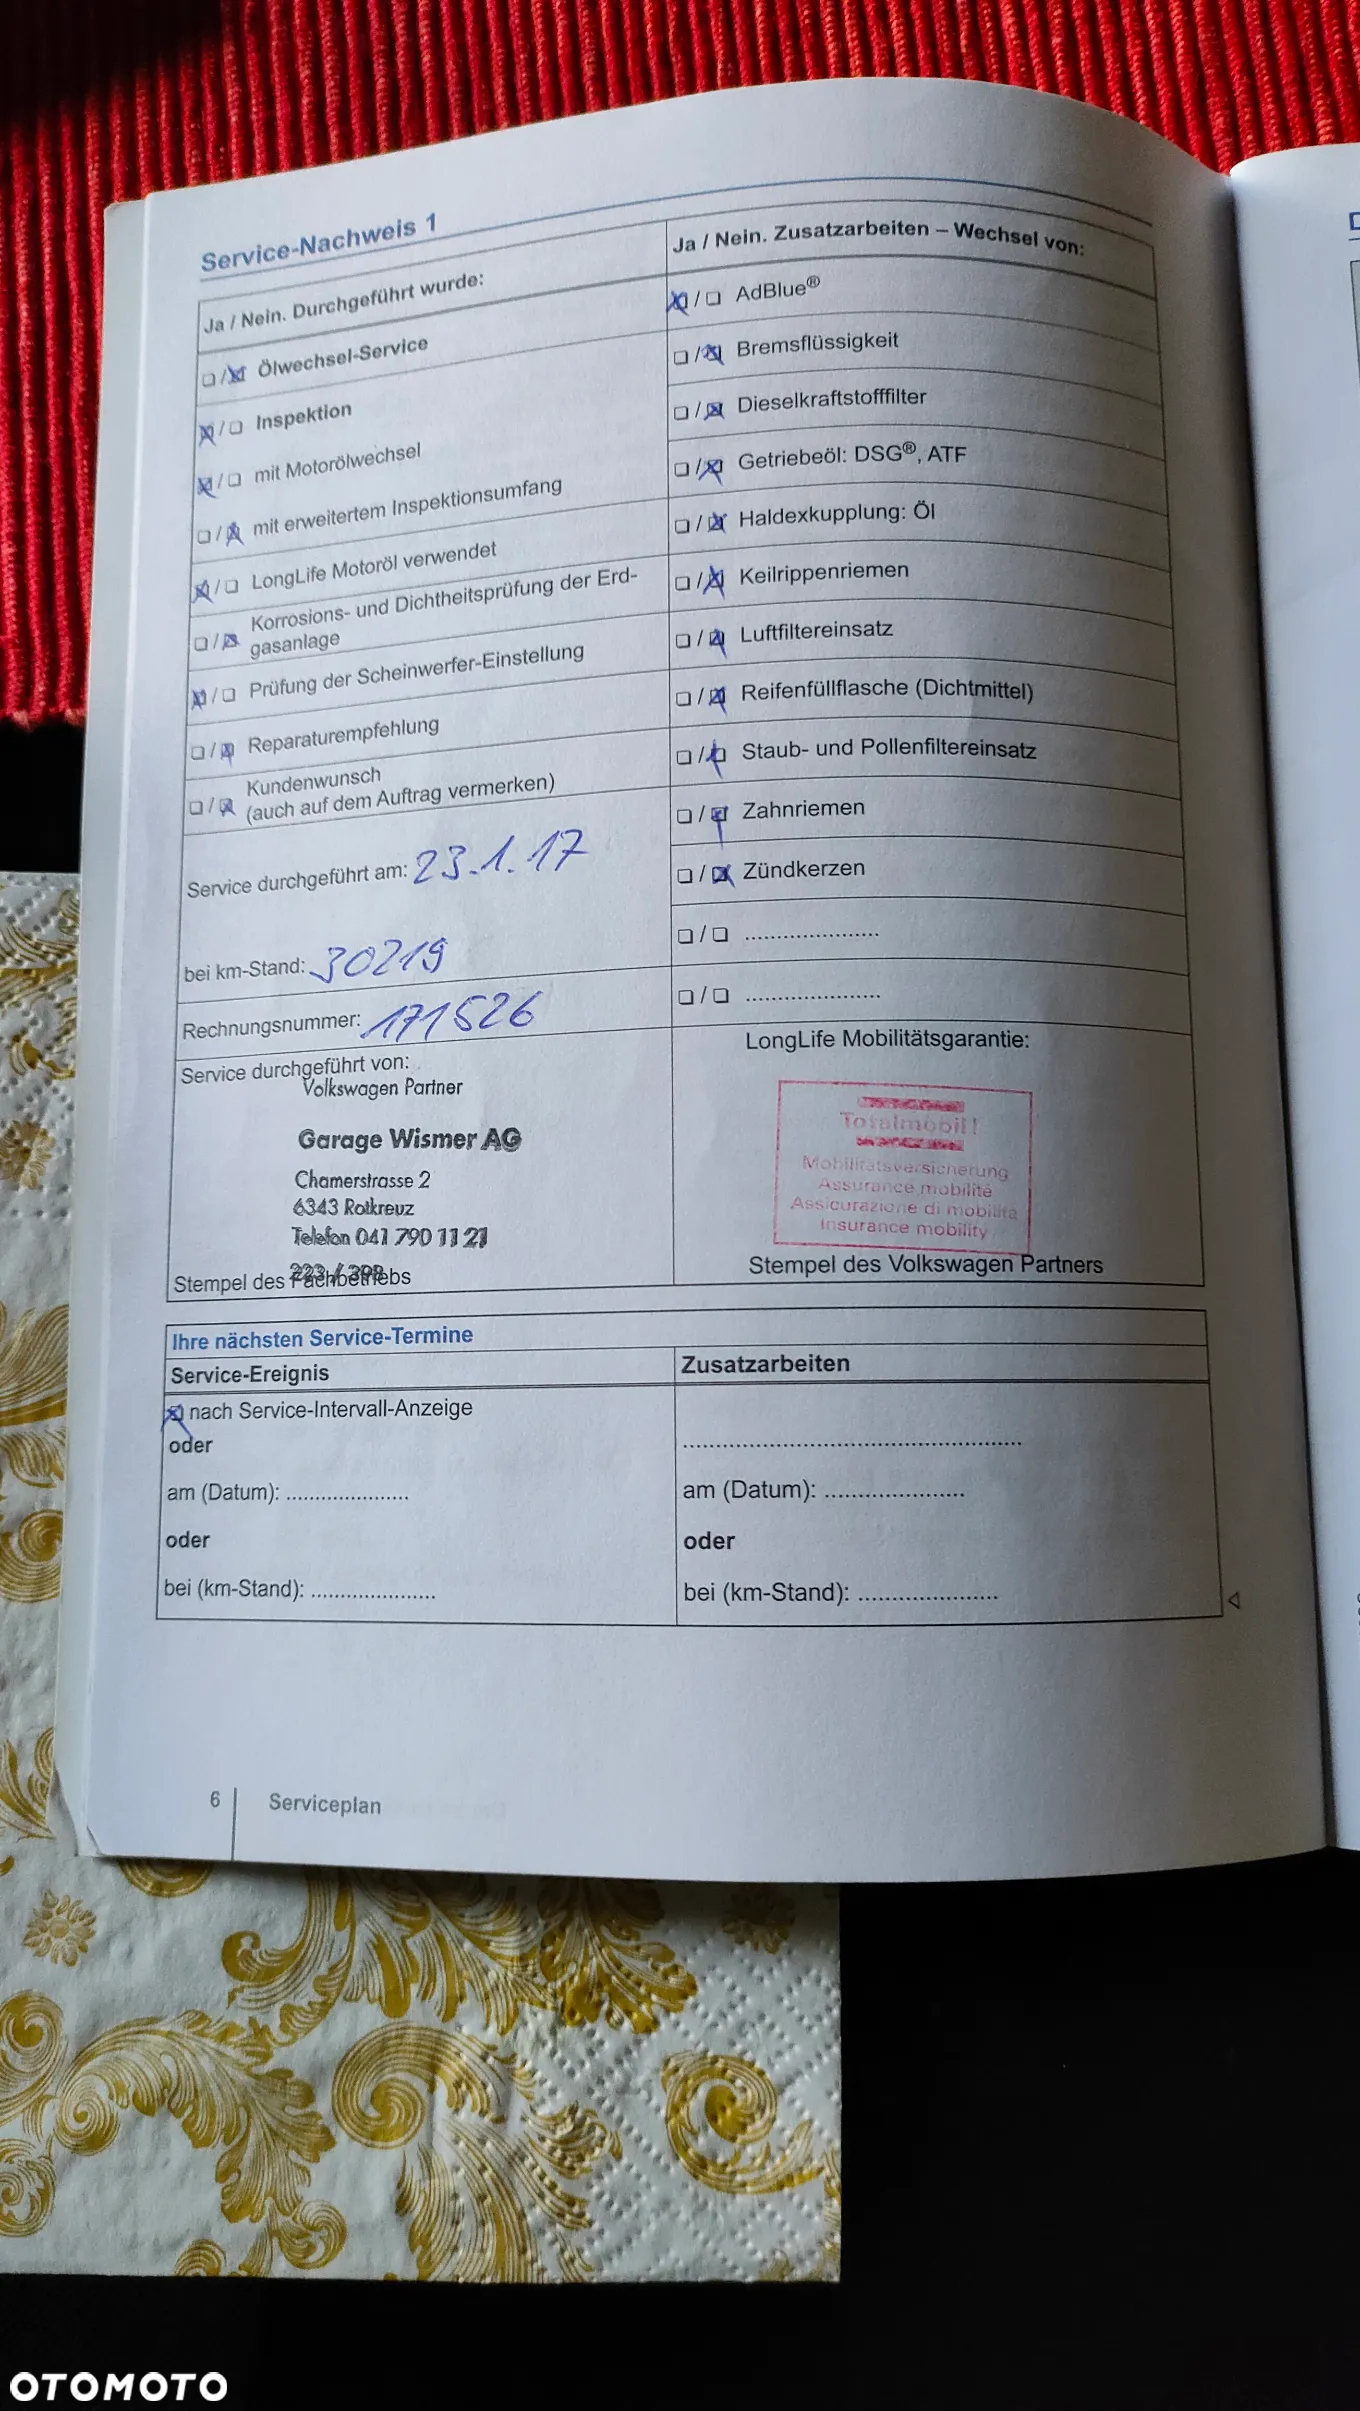 Service-Nachweis 1
Ja / Nein. Durchgeführt wurde:
☐ / ☒ Ölwechsel-Service
☒ / ☐ Inspektion
☒ / ☐ mit Motorölwechsel
☐ / ☒ mit erweitertem Inspektionsumfang
☒ / ☐ LongLife Motoröl verwendet
☐ / ☒ Korrosions- und Dichtheitsprüfung der Erd-
gasanlage
☒ / ☐ Prüfung der Scheinwerfer-Einstellung
☐ / ☒ Reparaturempfehlung
☐ / ☒ Kundenwunsch
(auch auf dem Auftrag vermerken)
Service durchgeführt am: 23.1.17
bei km-Stand: 30219
Rechnungsnummer: 171526
Service durchgeführt von:
Volkswagen Partner
Garage Wismer AG
Chamerstrasse 2
6343 Rotkreuz
Telefon 041 790 11 21
Stempel des Fachbetriebs
Ja / Nein. Zusatzarbeiten – Wechsel von:
☒ / ☐ AdBlue®
☐ / ☒ Bremsflüssigkeit
☐ / ☒ Dieselkraftstofffilter
☐ / ☒ Getriebeöl: DSG®, ATF
☐ / ☒ Haldexkupplung: Öl
☐ / ☒ Keilrippenriemen
☐ / ☒ Luftfiltereinsatz
☐ / ☒ Reifenfüllflasche (Dichtmittel)
☐ / ☒ Staub- und Pollenfiltereinsatz
☐ / ☒ Zahnriemen
☐ / ☒ Zündkerzen
☐ / ☐ .....................
☐ / ☐ .....................
LongLife Mobilitätsgarantie:
Totalmobil!
Mobilitätsversicherung
Assurance mobilité
Assicurazione di mobilità
Insurance mobility
Stempel des Volkswagen Partners
Ihre nächsten Service-Termine
Service-Ereignis
☒ nach Service-Intervall-Anzeige
oder
am (Datum): .....................
oder
bei (km-Stand): .....................
Zusatzarbeiten
.....................
am (Datum): .....................
oder
bei (km-Stand): .....................
6 Serviceplan
OTOMOTO